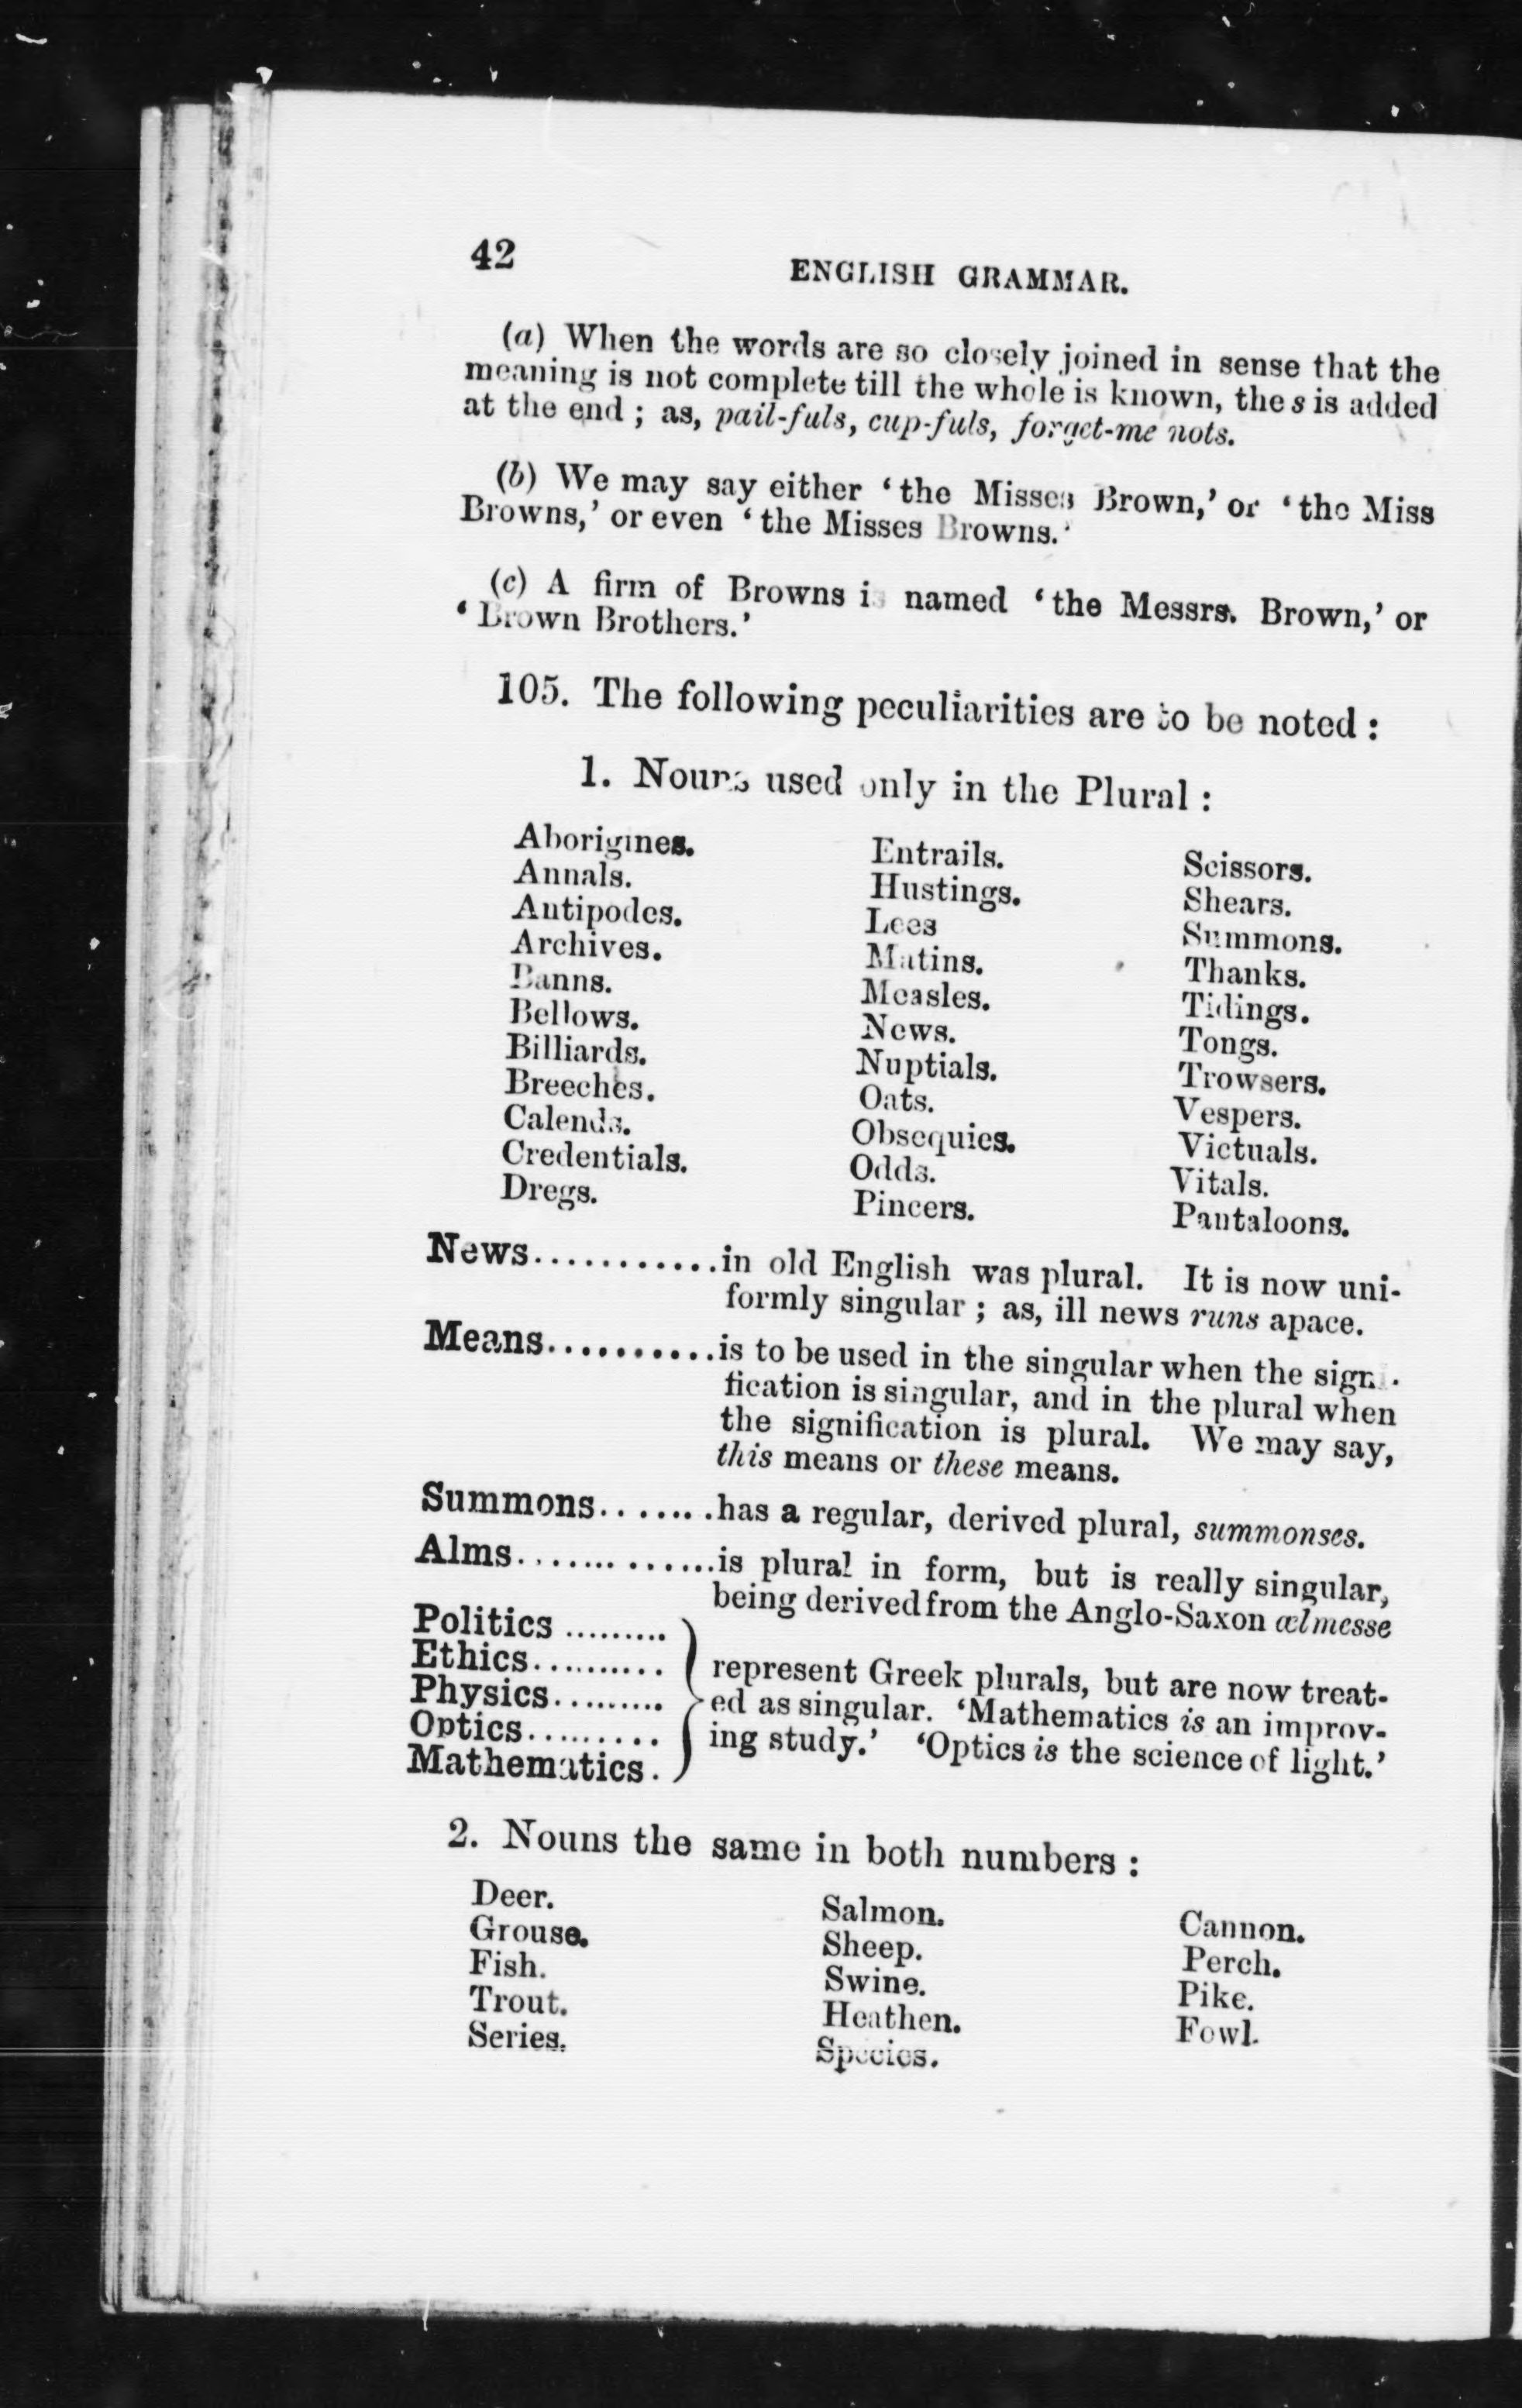 42
ENGLISH GRAMMAR.
(a) When the words are so closely joined in sense that the
meaning is not complete till the whole is known, the s is added
at the end ; as, pail-fuls, cup-fuls, forget-me nots.
(b) We may say either ‘the Misses Brown,’ or ‘the Miss
Browns,’ or even ‘the Misses Browns.’
(c) A firm of Browns is named ‘the Messrs. Brown,’ or
‘Brown Brothers.’
105. The following peculiarities are to be noted :
1. Nouns used only in the Plural :
Aborigines. Entrails. Scissors.
Annals. Hustings. Shears.
Antipodes. Lees Summons.
Archives. Matins. Thanks.
Banns. Measles. Tidings.
Bellows. News. Tongs.
Billiards. Nuptials. Trowsers.
Breeches. Oats. Vespers.
Calends. Obsequies. Victuals.
Credentials. Odds. Vitals.
Dregs. Pincers. Pantaloons.
News............in old English was plural. It is now uni-
formly singular ; as, ill news runs apace.
Means..........is to be used in the singular when the signi-
fication is singular, and in the plural when
the signification is plural. We may say,
this means or these means.
Summons.......has a regular, derived plural, summonses.
Alms.............is plural in form, but is really singular,
being derived from the Anglo-Saxon ælmesse
Politics .........
Ethics..........
Physics.........
Optics..........
Mathematics.
represent Greek plurals, but are now treat-
ed as singular. ‘Mathematics is an improv-
ing study.’ ‘Optics is the science of light.’
2. Nouns the same in both numbers :
Deer. Salmon. Cannon.
Grouse. Sheep. Perch.
Fish. Swine. Pike.
Trout. Heathen. Fowl.
Series. Species.